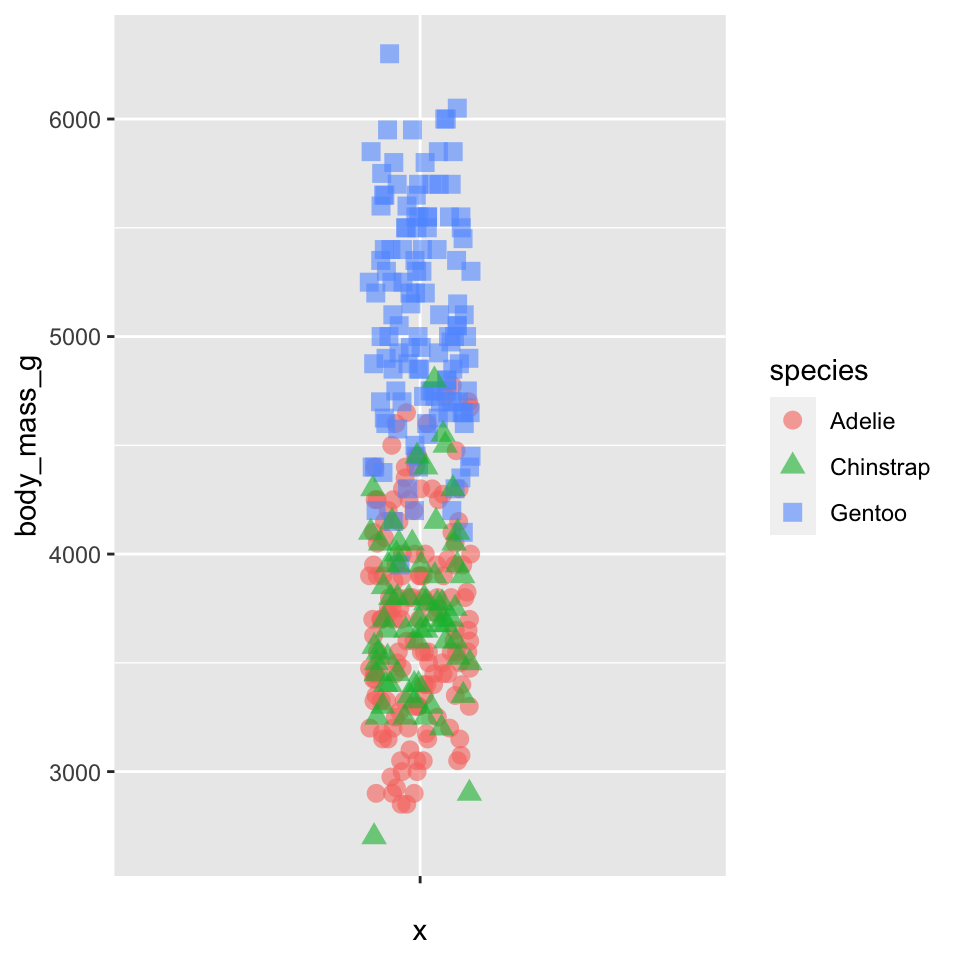 body_mass_g
6000
5000
4000
3000
x
species
Adelie
Chinstrap
Gentoo